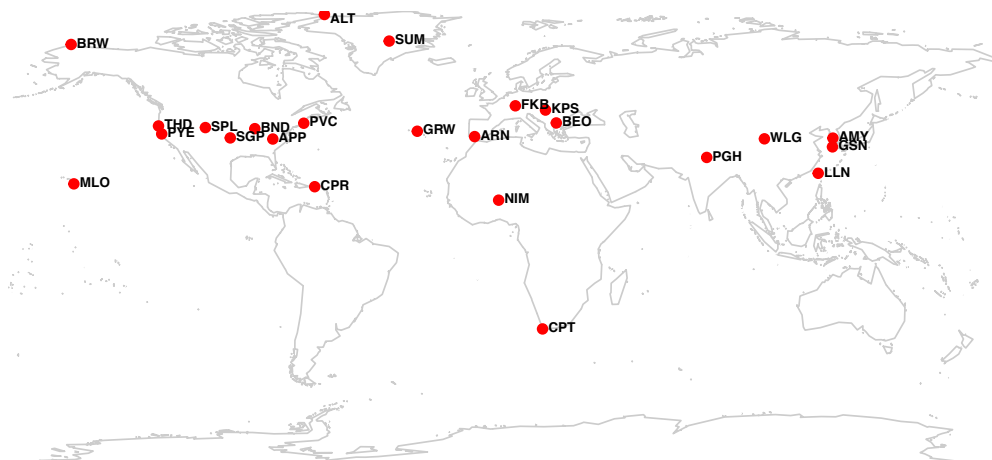 ALT
SUM
BRW
FKB
KPS
THD
PYE
SPL
BND
PVC
BEO
SGP
APP
GRW
ARN
WLG
AMY
GSN
PGH
LLN
MLO
CPR
NIM
CPT